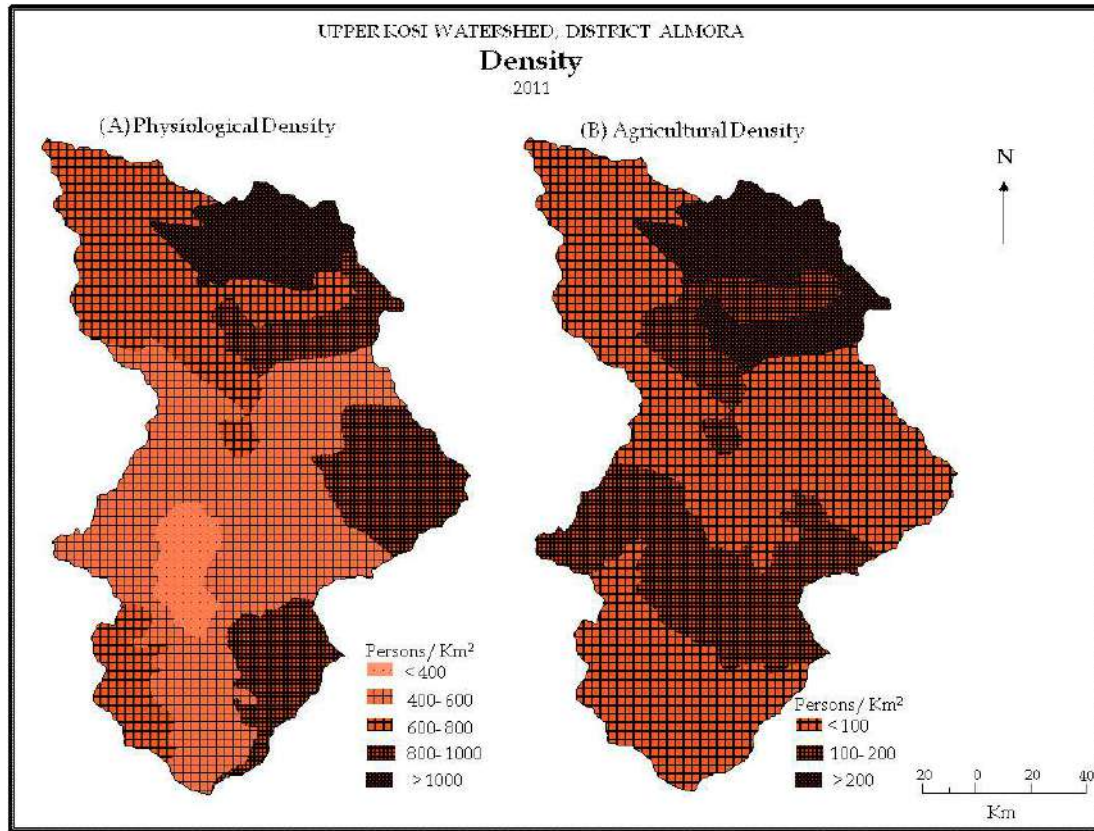 UPPER KOSI WATERSHED, DISTRICT ALMORA
Density
2011
(A) Physiological Density
(B) Agricultural Density
N
Persons/ Km²
<400
400-600
600-800
800-1000
>1000
Persons/ Km²
<100
100-200
>200
20 0 20 40
Km